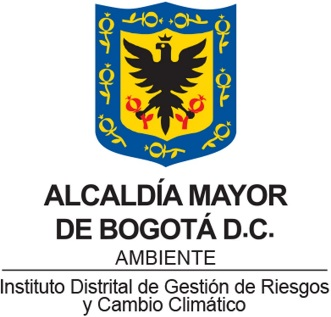 ALCALDÍA MAYOR
DE BOGOTÁ D.C.
AMBIENTE
Instituto Distrital de Gestión de Riesgos
y Cambio Climático